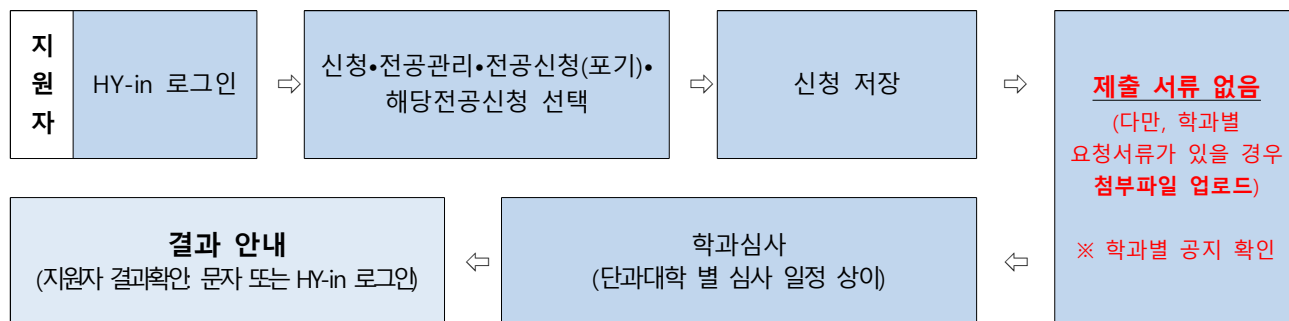 지
원
자
HY-in 로그인
⇨
신청•전공관리•전공신청(포기)•
해당전공신청 선택
⇨
신청 저장
⇨
제출 서류 없음
(다만, 학과별
요청서류가 있을 경우
첨부파일 업로드)
※ 학과별 공지 확인
⇦
학과심사
(단과대학 별 심사 일정 상이)
⇦
결과 안내
(지원자 결과확인: 문자 또는 HY-in 로그인)